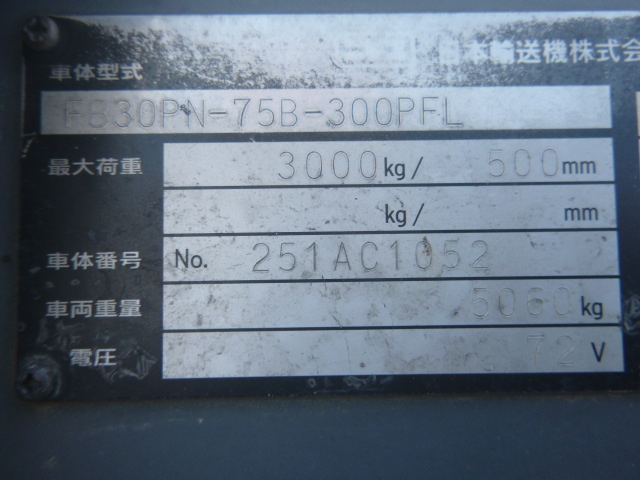 日本輸送機株式会
車体型式
FB30PN-75B-300PFL
最大荷重 3000kg/ 500mm
kg/ mm
車体番号 No. 251AC1052
車両重量 5060kg
電圧 72V